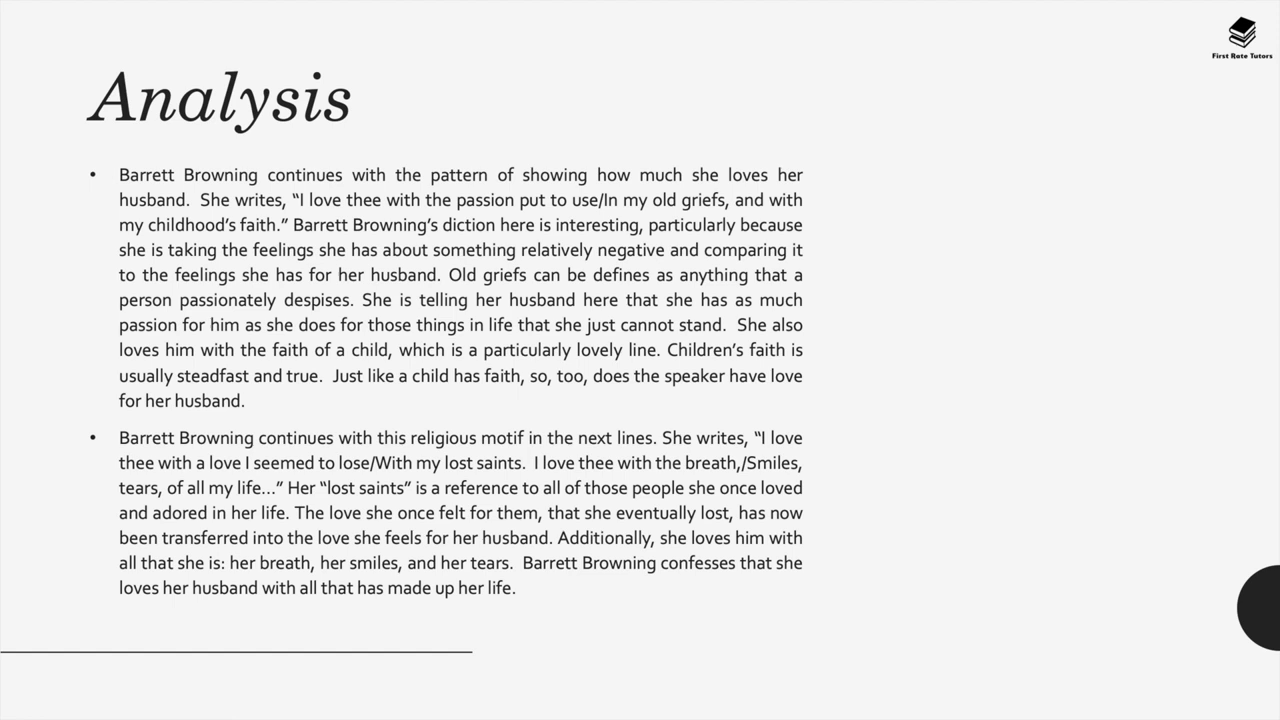 First Rate Tutors
Analysis
• Barrett Browning continues with the pattern of showing how much she loves her
husband. She writes, “I love thee with the passion put to use/In my old griefs, and with
my childhood’s faith.” Barrett Browning’s diction here is interesting, particularly because
she is taking the feelings she has about something relatively negative and comparing it
to the feelings she has for her husband. Old griefs can be defines as anything that a
person passionately despises. She is telling her husband here that she has as much
passion for him as she does for those things in life that she just cannot stand. She also
loves him with the faith of a child, which is a particularly lovely line. Children’s faith is
usually steadfast and true. Just like a child has faith, so, too, does the speaker have love
for her husband.
• Barrett Browning continues with this religious motif in the next lines. She writes, “I love
thee with a love I seemed to lose/With my lost saints. I love thee with the breath,/Smiles,
tears, of all my life…” Her “lost saints” is a reference to all of those people she once loved
and adored in her life. The love she once felt for them, that she eventually lost, has now
been transferred into the love she feels for her husband. Additionally, she loves him with
all that she is: her breath, her smiles, and her tears. Barrett Browning confesses that she
loves her husband with all that has made up her life.